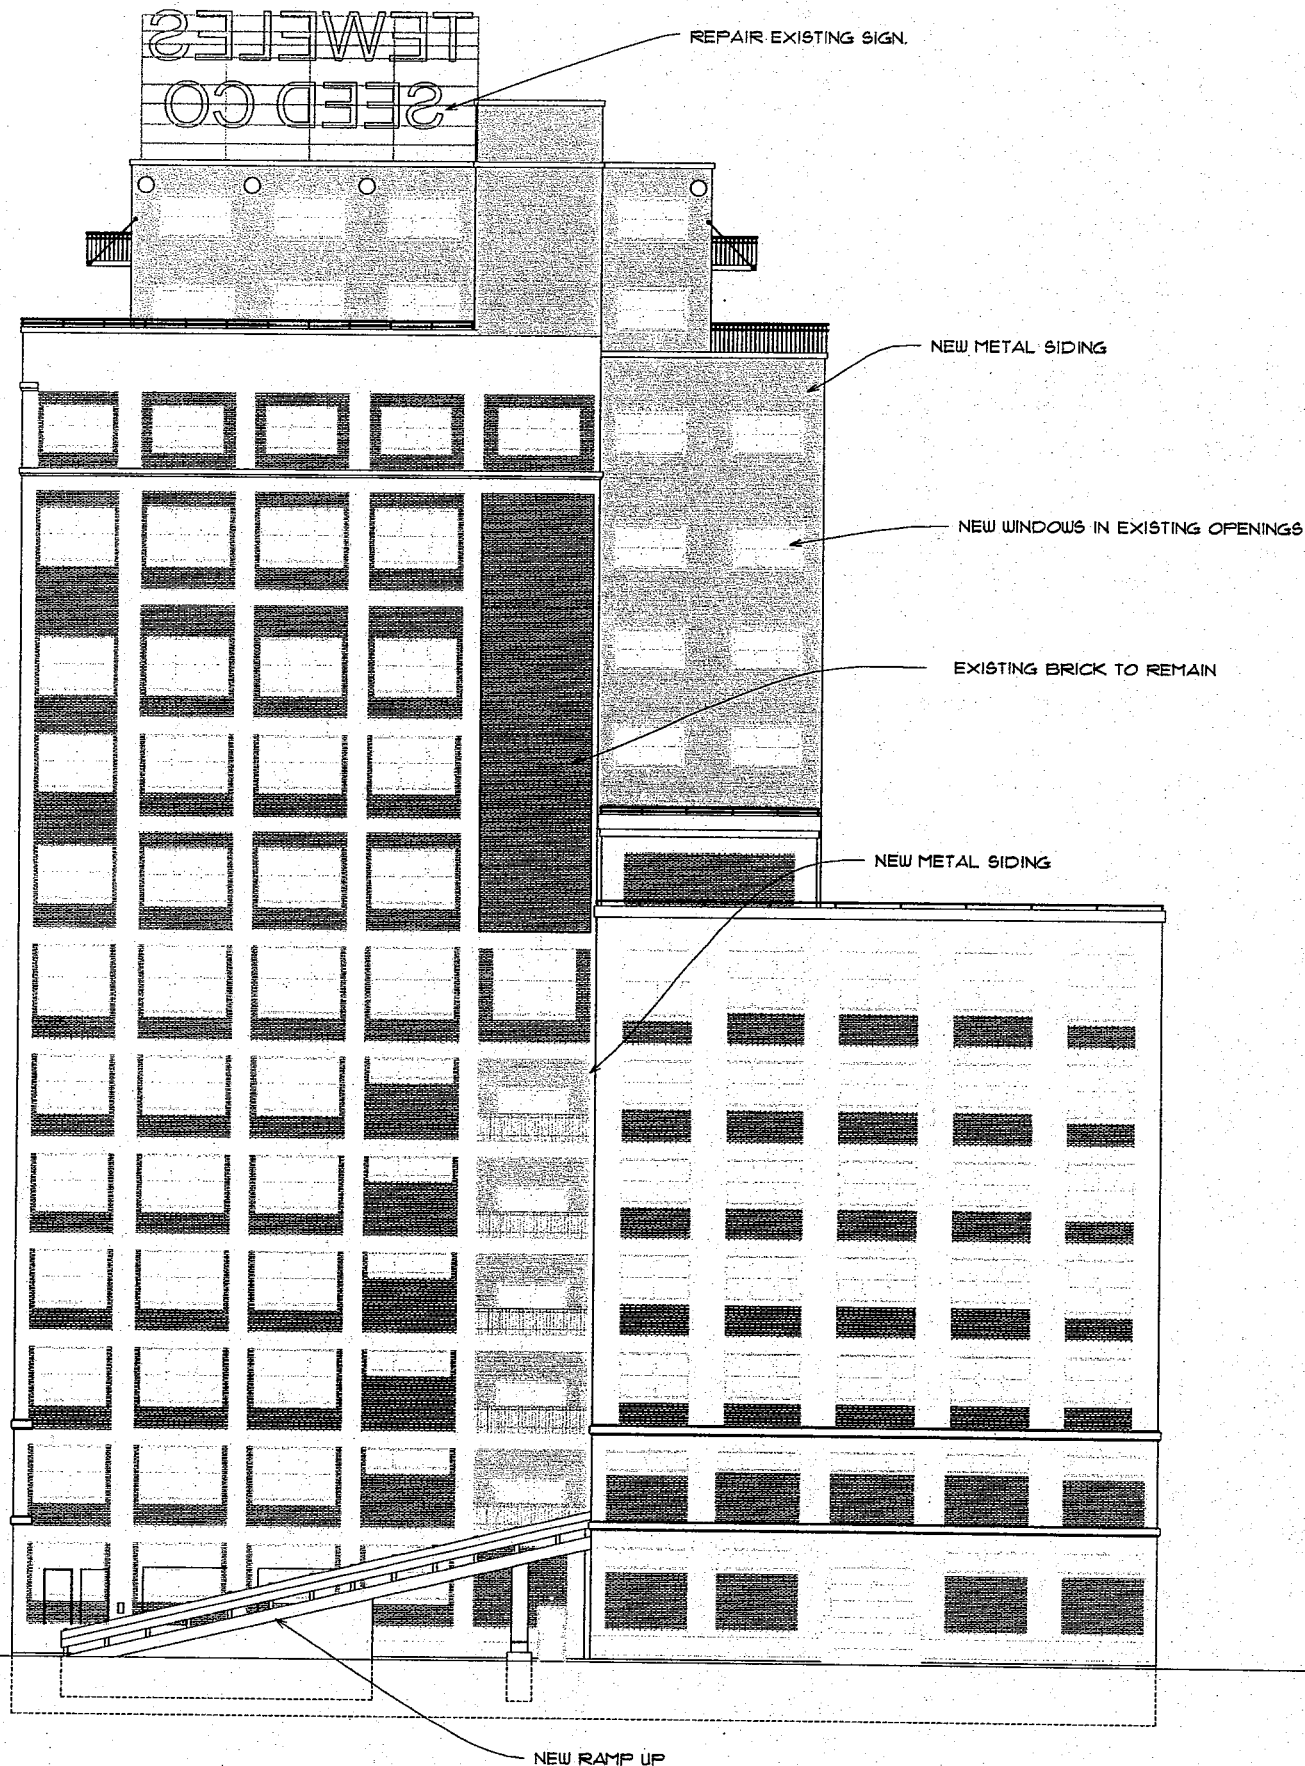 TEWELES
SEED CO
REPAIR EXISTING SIGN.
NEW METAL SIDING
NEW WINDOWS IN EXISTING OPENINGS
EXISTING BRICK TO REMAIN
NEW METAL SIDING
NEW RAMP UP